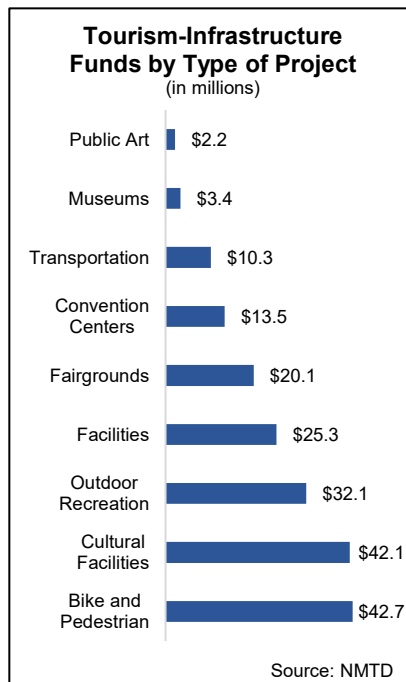 Tourism-Infrastructure
Funds by Type of Project
(in millions)
Public Art
$2.2
Museums
$3.4
Transportation
$10.3
Convention
Centers
$13.5
Fairgrounds
$20.1
Facilities
$25.3
Outdoor
Recreation
$32.1
Cultural
Facilities
$42.1
Bike and
Pedestrian
$42.7
Source: NMTD